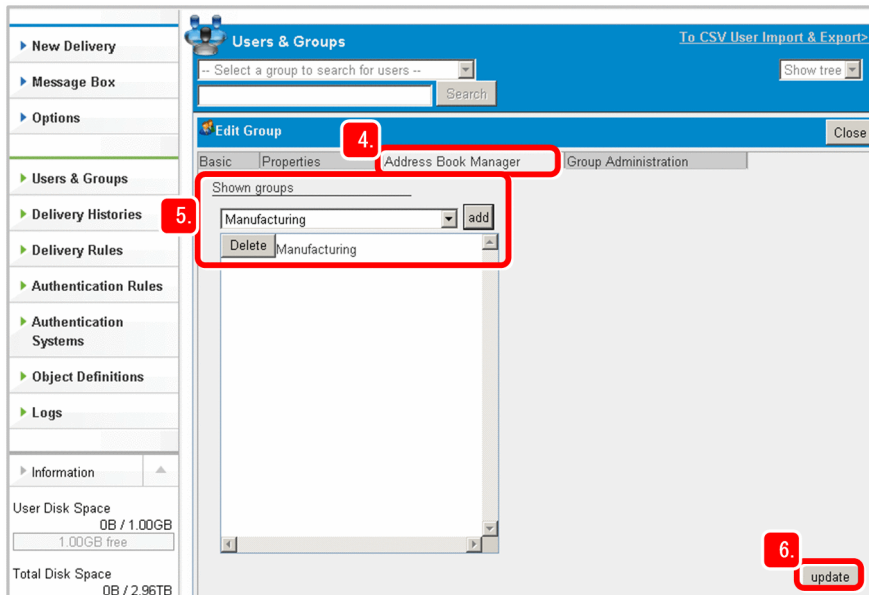 New Delivery
Message Box
Options
Users & Groups
Delivery Histories
Delivery Rules
Authentication Rules
Authentication
Systems
Object Definitions
Logs
Information
User Disk Space
0B / 1.00GB
1.00GB free
Total Disk Space
0B / 2.96TB
Users & Groups
To CSV User Import & Export>
-- Select a group to search for users --
Show tree
Search
Edit Group
4.
Close
Basic Properties Address Book Manager Group Administration
5.
Shown groups
Manufacturing add
Delete Manufacturing
6.
update